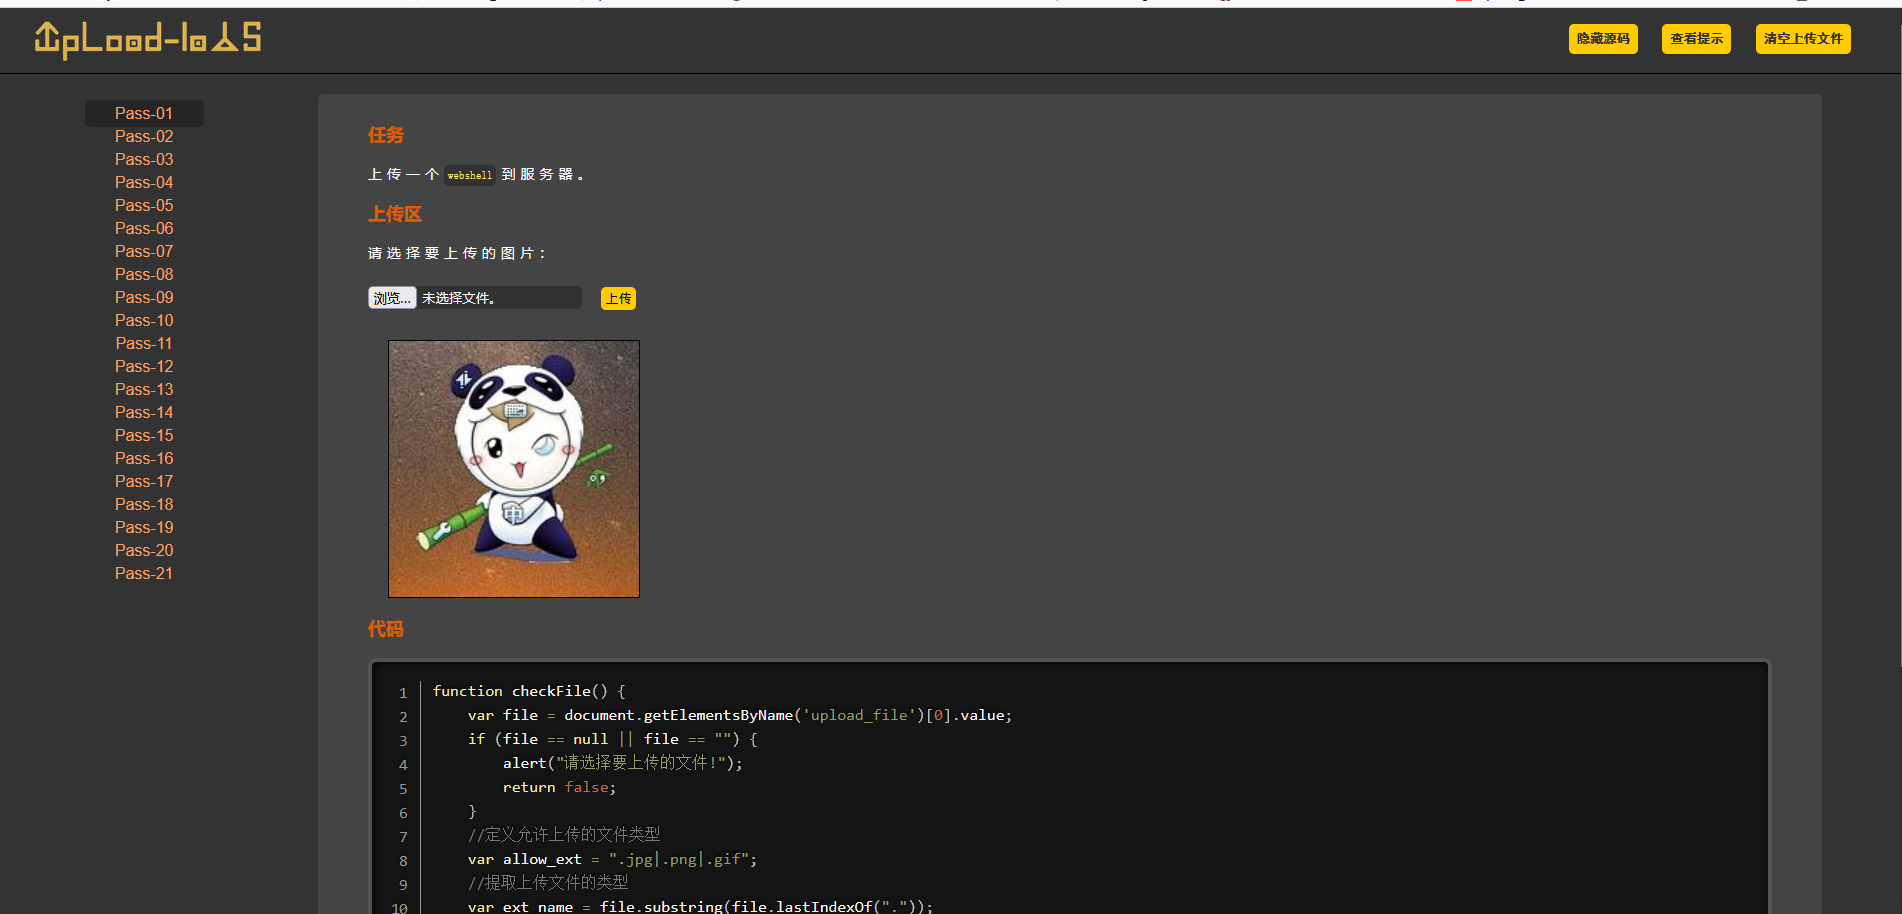 UpLoad-labs
隐藏源码
查看提示
清空上传文件
Pass-01
Pass-02
Pass-03
Pass-04
Pass-05
Pass-06
Pass-07
Pass-08
Pass-09
Pass-10
Pass-11
Pass-12
Pass-13
Pass-14
Pass-15
Pass-16
Pass-17
Pass-18
Pass-19
Pass-20
Pass-21
任务
上传一个 webshell 到服务器。
上传区
请选择要上传的图片：
浏览... 未选择文件。 上传
中
代码
1 function checkFile() {
2 var file = document.getElementsByName('upload_file')[0].value;
3 if (file == null || file == "") {
4 alert("请选择要上传的文件!");
5 return false;
6 }
7 //定义允许上传的文件类型
8 var allow_ext = ".jpg|.png|.gif";
9 //提取上传文件的类型
10 var ext_name = file.substring(file.lastIndexOf("."));